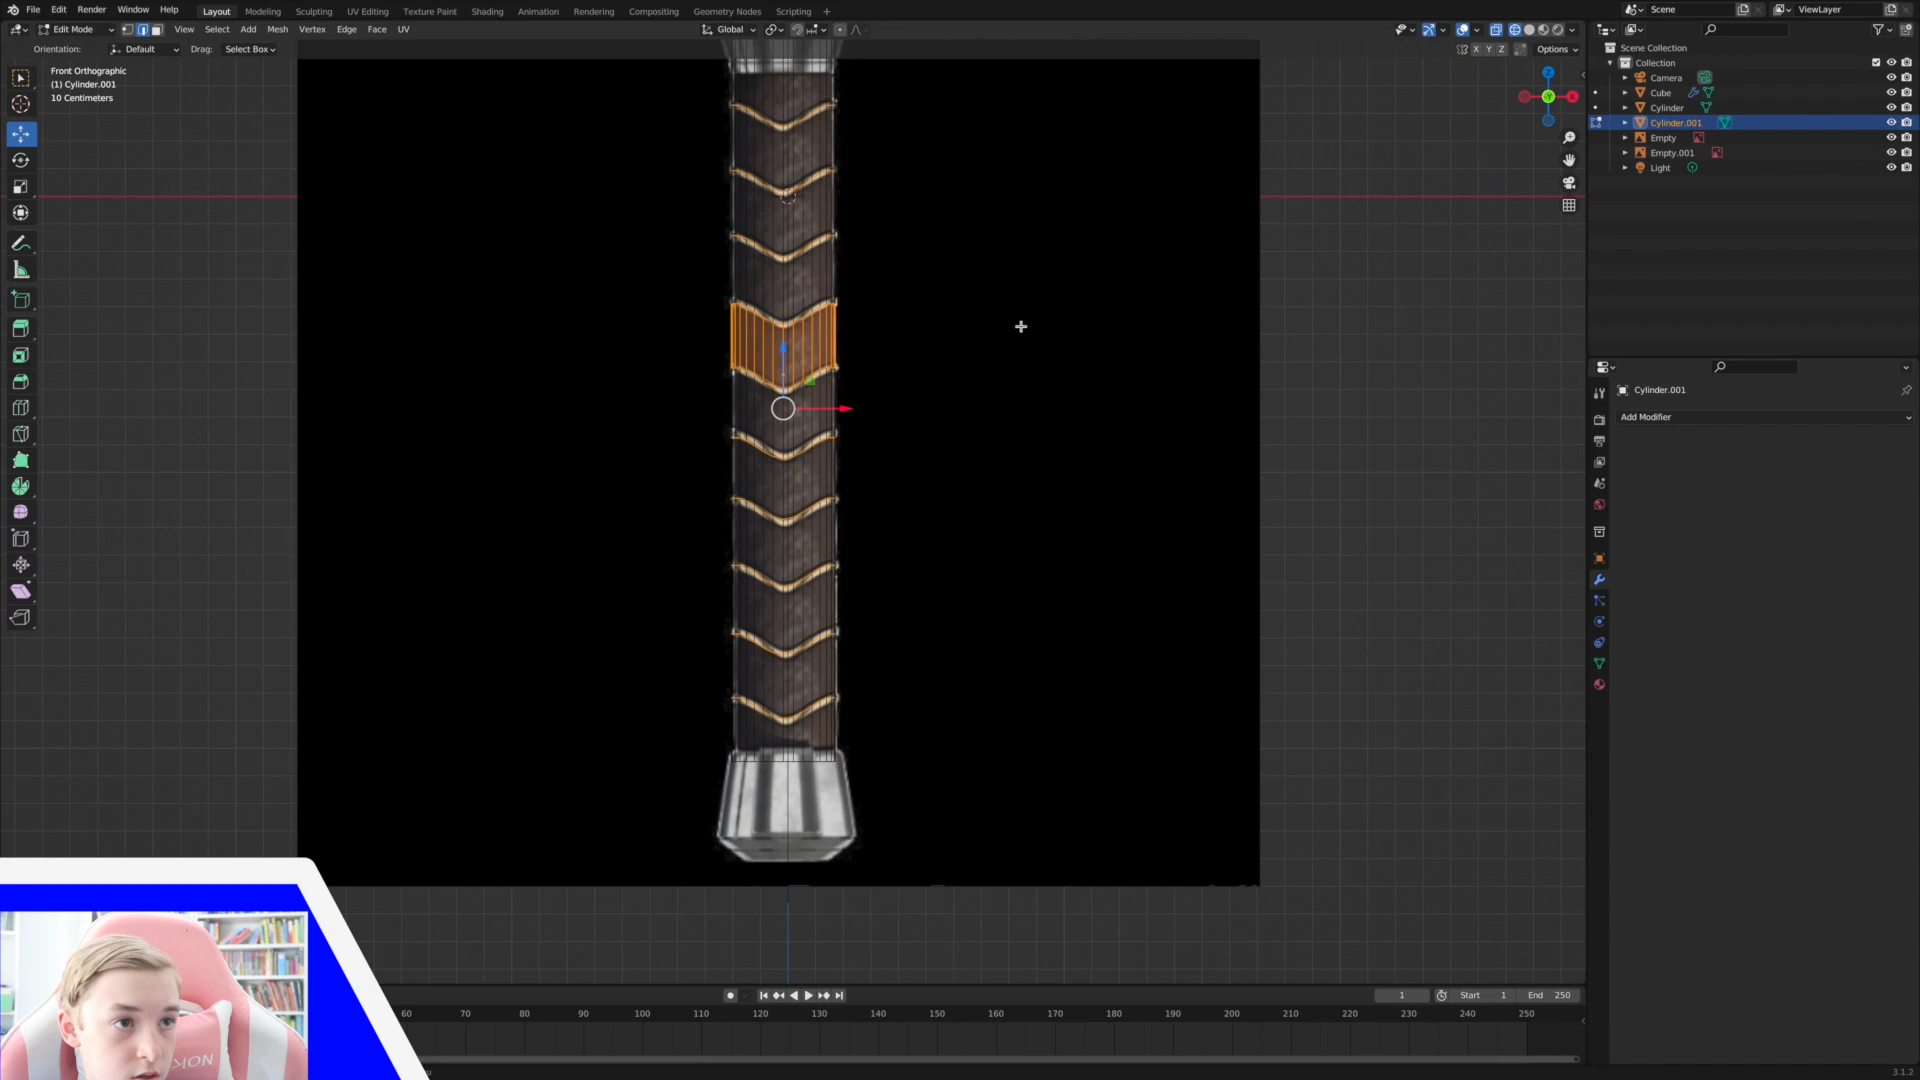 File Edit Render Window Help Layout Modeling Sculpting UV Editing Texture Paint Shading Animation Rendering Compositing Geometry Nodes Scripting + Scene ViewLayer
Edit Mode View Select Add Mesh Vertex Edge Face UV Global
Orientation: Default Drag: Select Box X Y Z Options
Front Orthographic
(1) Cylinder.001
10 Centimeters
Z
-Y
X
Scene Collection
Collection
Camera
Cube
Cylinder
Cylinder.001
Empty
Empty.001
Light
Cylinder.001
Add Modifier
1 Start 1 End 250
60 70 80 90 100 110 120 130 140 150 160 170 180 190 200 210 220 230 240 250
NOK
3.1.2